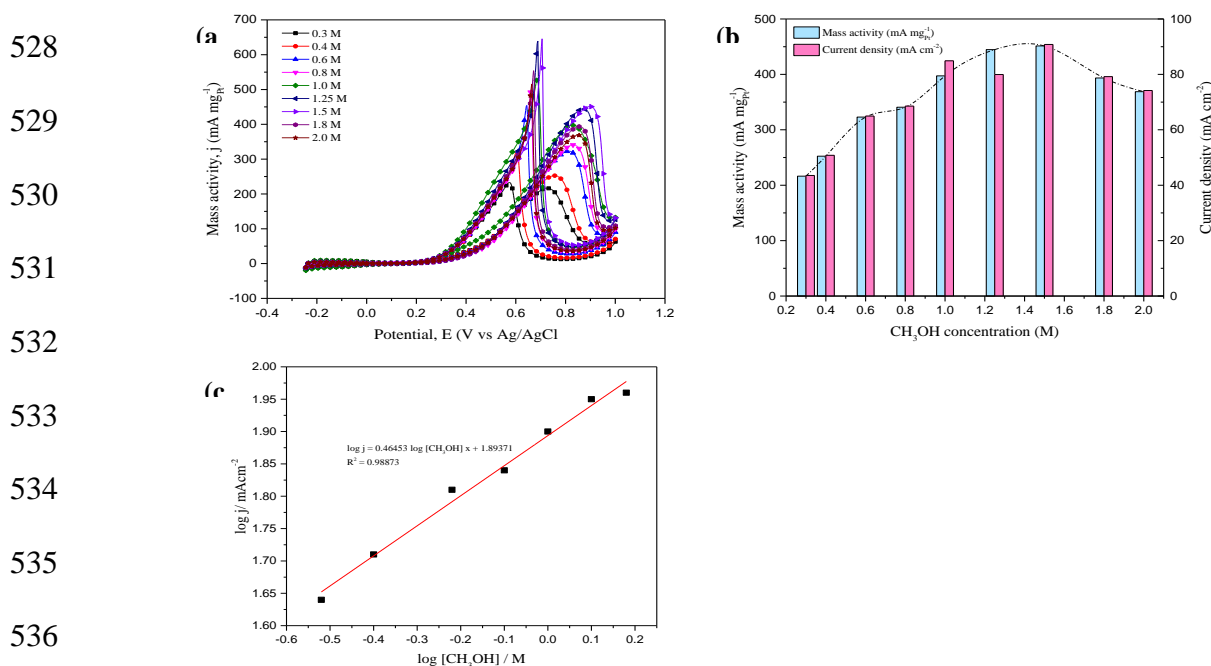 528
529
530
531
532
533
534
535
536
(a
700
600
500
400
300
200
100
0
-100
Mass activity, j (mA mg⁻¹Pt)
0.3 M
0.4 M
0.6 M
0.8 M
1.0 M
1.25 M
1.5 M
1.8 M
2.0 M
-0.4 -0.2 0.0 0.2 0.4 0.6 0.8 1.0 1.2
Potential, E (V vs Ag/AgCl
(b
500
400
300
200
100
0
Mass activity (mA mg⁻¹Pt)
Mass activity (mA mg⁻¹Pt)
Current density (mA cm⁻²)
100
80
60
40
20
0
Current density (mA cm⁻²)
0.2 0.4 0.6 0.8 1.0 1.2 1.4 1.6 1.8 2.0
CH₃OH concentration (M)
(c
2.00
1.95
1.90
1.85
1.80
1.75
1.70
1.65
1.60
log j/ mAcm⁻²
log j = 0.46453 log [CH₃OH] x + 1.89371
R² = 0.98873
-0.6 -0.5 -0.4 -0.3 -0.2 -0.1 0.0 0.1 0.2
log [CH₃OH] / M